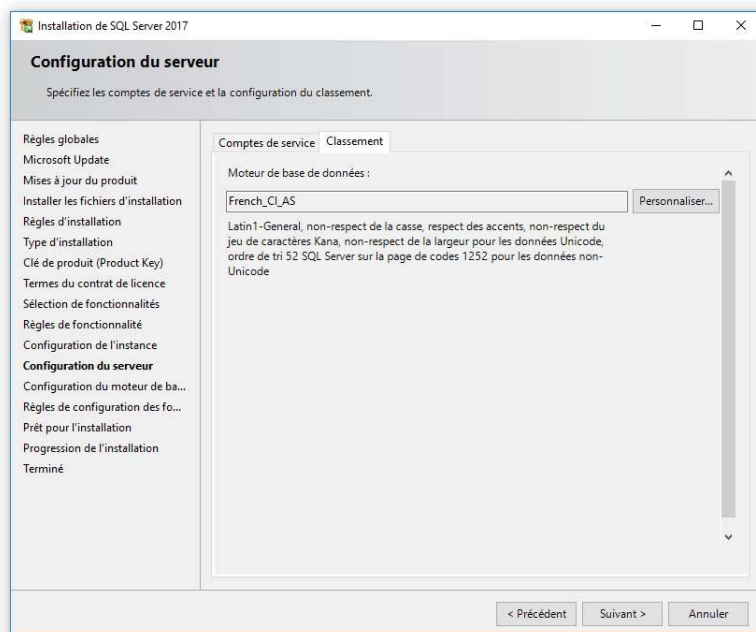 Installation de SQL Server 2017
Configuration du serveur
Spécifiez les comptes de service et la configuration du classement.
Règles globales
Microsoft Update
Mises à jour du produit
Installer les fichiers d'installation
Règles d'installation
Type d'installation
Clé de produit (Product Key)
Termes du contrat de licence
Sélection de fonctionnalités
Règles de fonctionnalité
Configuration de l'instance
Configuration du serveur
Configuration du moteur de ba...
Règles de configuration des fo...
Prêt pour l'installation
Progression de l'installation
Terminé
Comptes de service Classement
Moteur de base de données :
French_CI_AS Personnaliser...
Latin1-General, non-respect de la casse, respect des accents, non-respect du
jeu de caractères Kana, non-respect de la largeur pour les données Unicode,
ordre de tri 52 SQL Server sur la page de codes 1252 pour les données non-
Unicode
< Précédent Suivant > Annuler